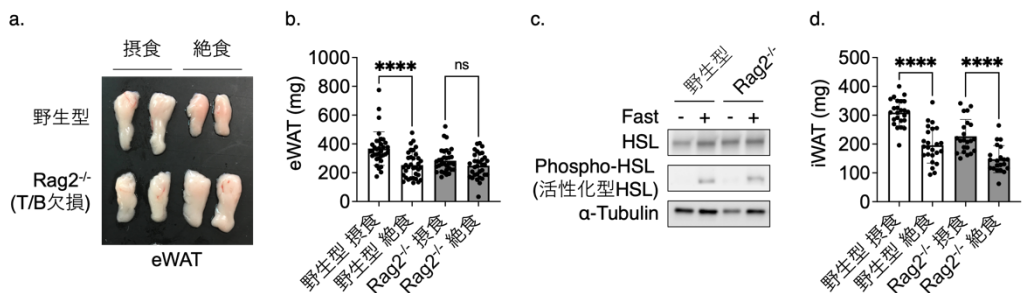 a.
摂食 絶食
野生型
Rag2-/-
(T/B欠損)
eWAT
b.
eWAT (mg)
1000
800
600
400
200
0
**** ns
野生型 摂食
野生型 絶食
Rag2-/- 摂食
Rag2-/- 絶食
c.
野生型 Rag2-/-
Fast - + - +
HSL
Phospho-HSL
(活性化型HSL)
α-Tubulin
d.
iWAT (mg)
500
400
300
200
100
0
**** ****
野生型 摂食
野生型 絶食
Rag2-/- 摂食
Rag2-/- 絶食